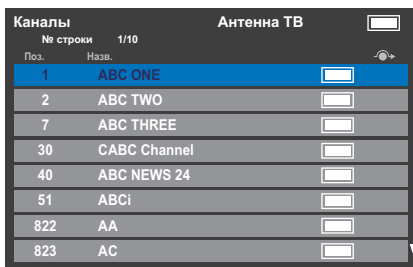 Каналы Антенна ТВ
№ строки 1/10
Поз. Назв.
1 ABC ONE
2 ABC TWO
7 ABC THREE
30 CABC Channel
40 ABC NEWS 24
51 ABCi
822 AA
823 AC